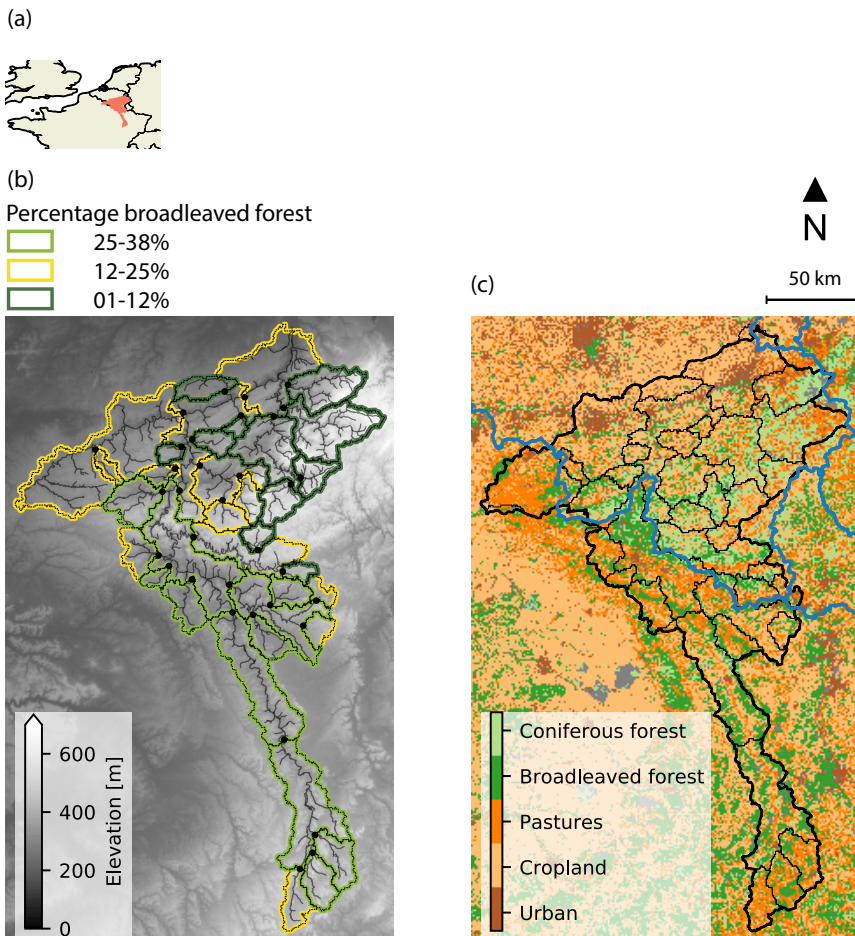 (a)
(b)
Percentage broadleaved forest
25-38%
12-25%
01-12%
N
50 km
(c)
600
400
200
0
Elevation [m]
Coniferous forest
Broadleaved forest
Pastures
Cropland
Urban